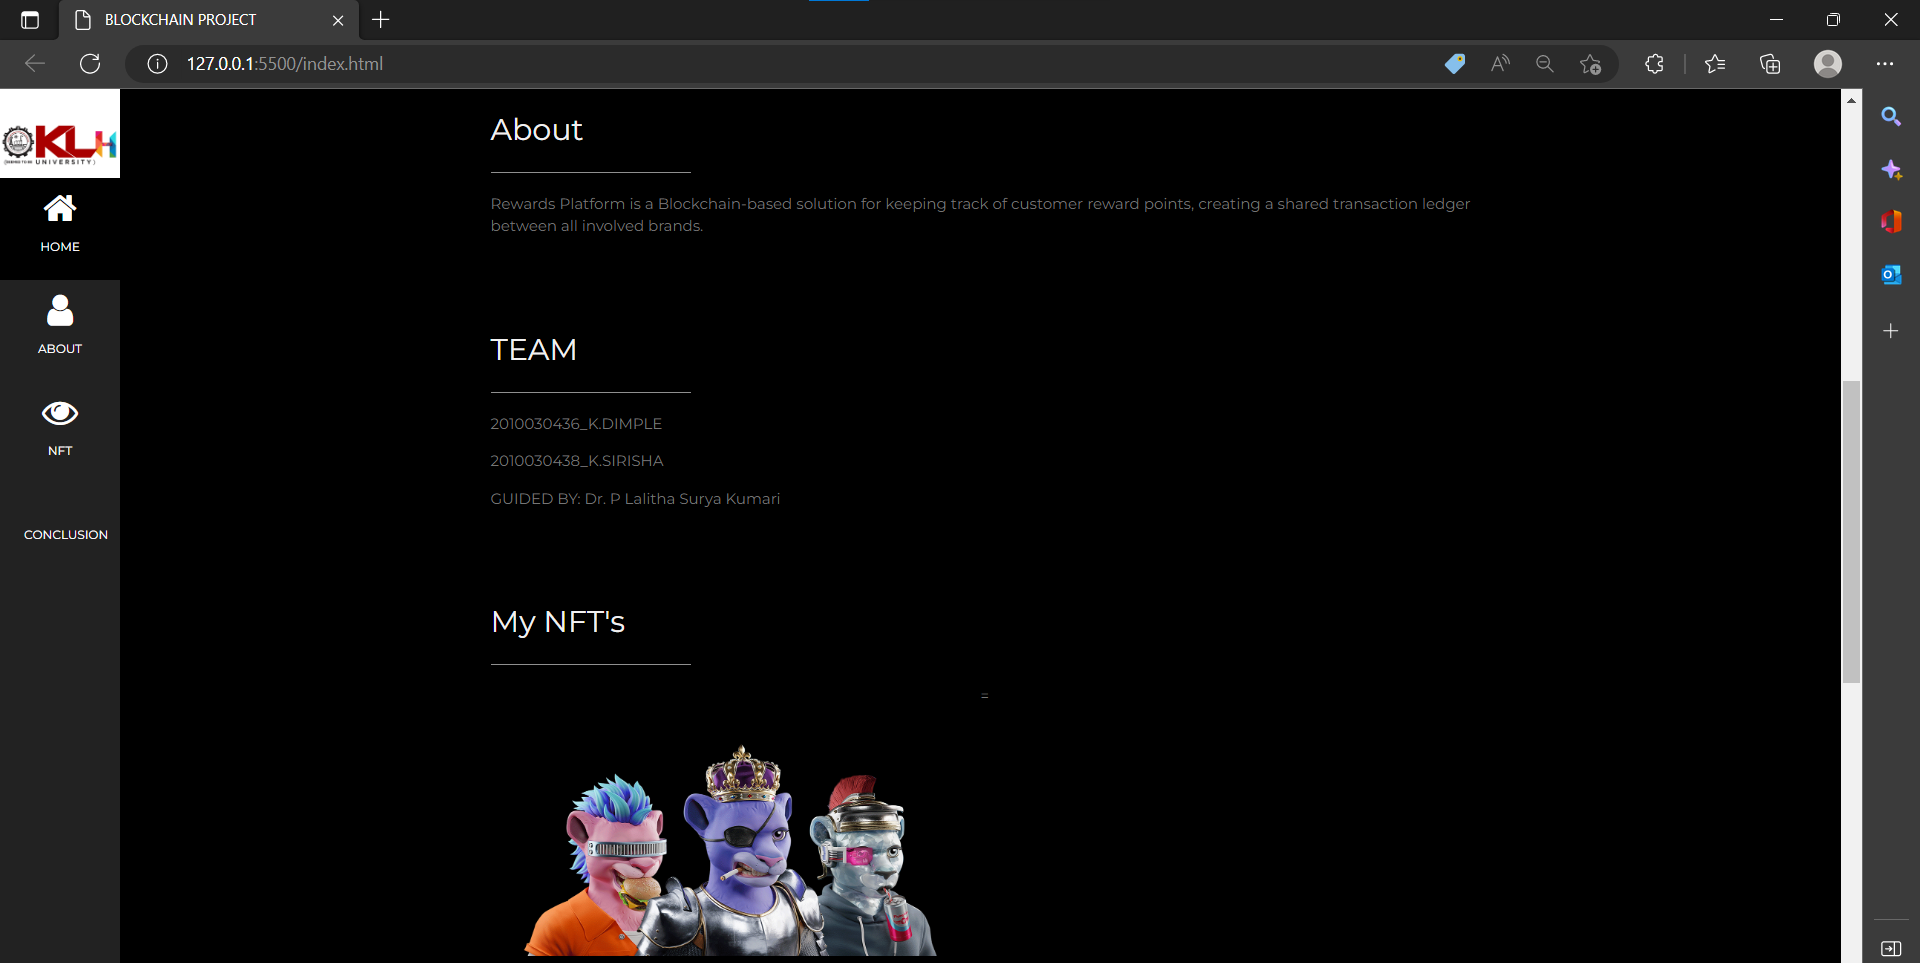 BLOCKCHAIN PROJECT
127.0.0.1:5500/index.html
KLH
UNIVERSITY)
HOME
ABOUT
NFT
CONCLUSION
About
Rewards Platform is a Blockchain-based solution for keeping track of customer reward points, creating a shared transaction ledger
between all involved brands.
TEAM
2010030436_K.DIMPLE
2010030438_K.SIRISHA
GUIDED BY: Dr. P Lalitha Surya Kumari
My NFT's
=